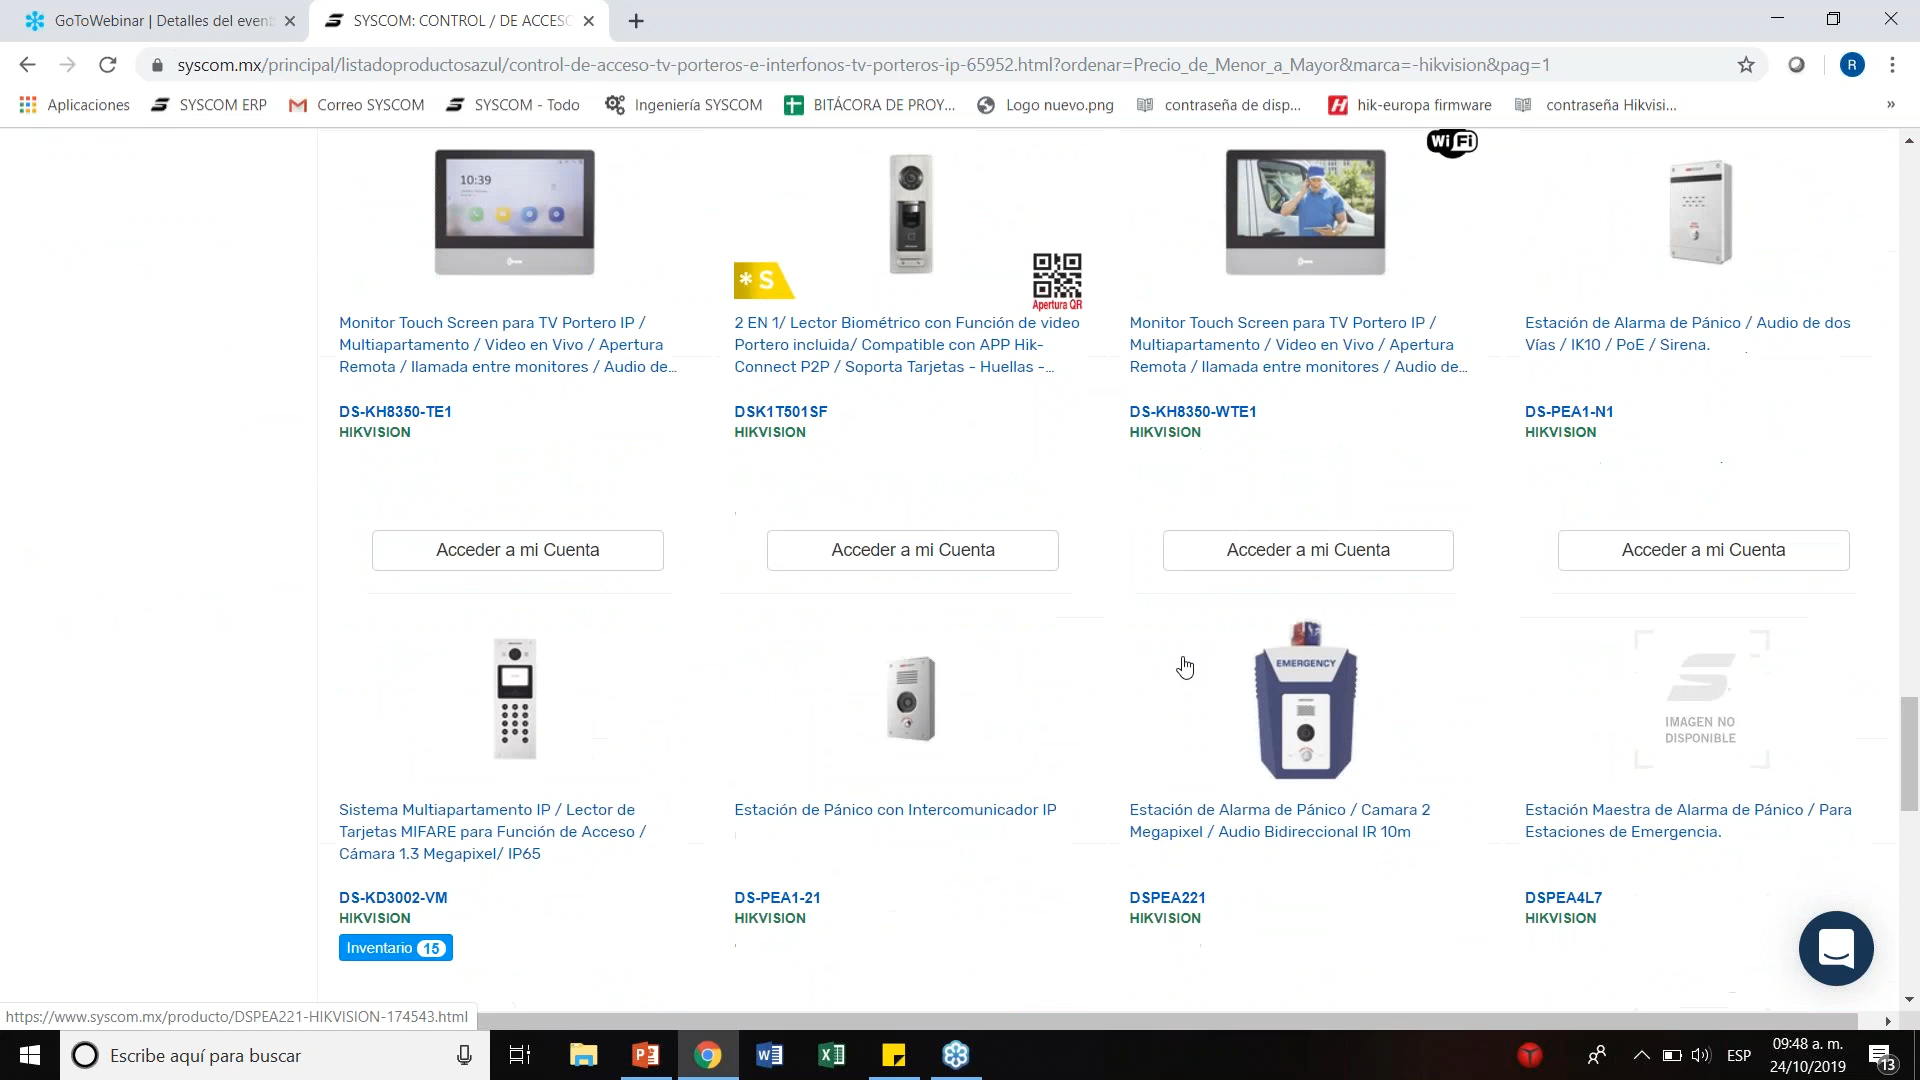 GoToWebinar | Detalles del event
SYSCOM: CONTROL / DE ACCESO
syscom.mx/principal/listadoproductosazul/control-de-acceso-tv-porteros-e-interfonos-tv-porteros-ip-65952.html?ordenar=Precio_de_Menor_a_Mayor&marca=-hikvision&pag=1
R
Aplicaciones
SYSCOM ERP
Correo SYSCOM
SYSCOM - Todo
Ingeniería SYSCOM
BITÁCORA DE PROY...
Logo nuevo.png
contraseña de disp...
hik-europa firmware
contraseña Hikvisi...
»
10:39
WiFi
* S
Apertura QR
Monitor Touch Screen para TV Portero IP /
Multiapartamento / Video en Vivo / Apertura
Remota / llamada entre monitores / Audio de...
DS-KH8350-TE1
HIKVISION
2 EN 1/ Lector Biométrico con Función de video
Portero incluida/ Compatible con APP Hik-
Connect P2P / Soporta Tarjetas - Huellas -...
DSK1T501SF
HIKVISION
Monitor Touch Screen para TV Portero IP /
Multiapartamento / Video en Vivo / Apertura
Remota / llamada entre monitores / Audio de...
DS-KH8350-WTE1
HIKVISION
Estación de Alarma de Pánico / Audio de dos
Vías / IK10 / PoE / Sirena.
DS-PEA1-N1
HIKVISION
Acceder a mi Cuenta
Acceder a mi Cuenta
Acceder a mi Cuenta
Acceder a mi Cuenta
EMERGENCY
IMAGEN NO
DISPONIBLE
Sistema Multiapartamento IP / Lector de
Tarjetas MIFARE para Función de Acceso /
Cámara 1.3 Megapixel/ IP65
DS-KD3002-VM
HIKVISION
Inventario 15
Estación de Pánico con Intercomunicador IP
DS-PEA1-21
HIKVISION
Estación de Alarma de Pánico / Camara 2
Megapixel / Audio Bidireccional IR 10m
DSPEA221
HIKVISION
Estación Maestra de Alarma de Pánico / Para
Estaciones de Emergencia.
DSPEA4L7
HIKVISION
https://www.syscom.mx/producto/DSPEA221-HIKVISION-174543.html
Escribe aquí para buscar
ESP
09:48 a. m.
24/10/2019
13